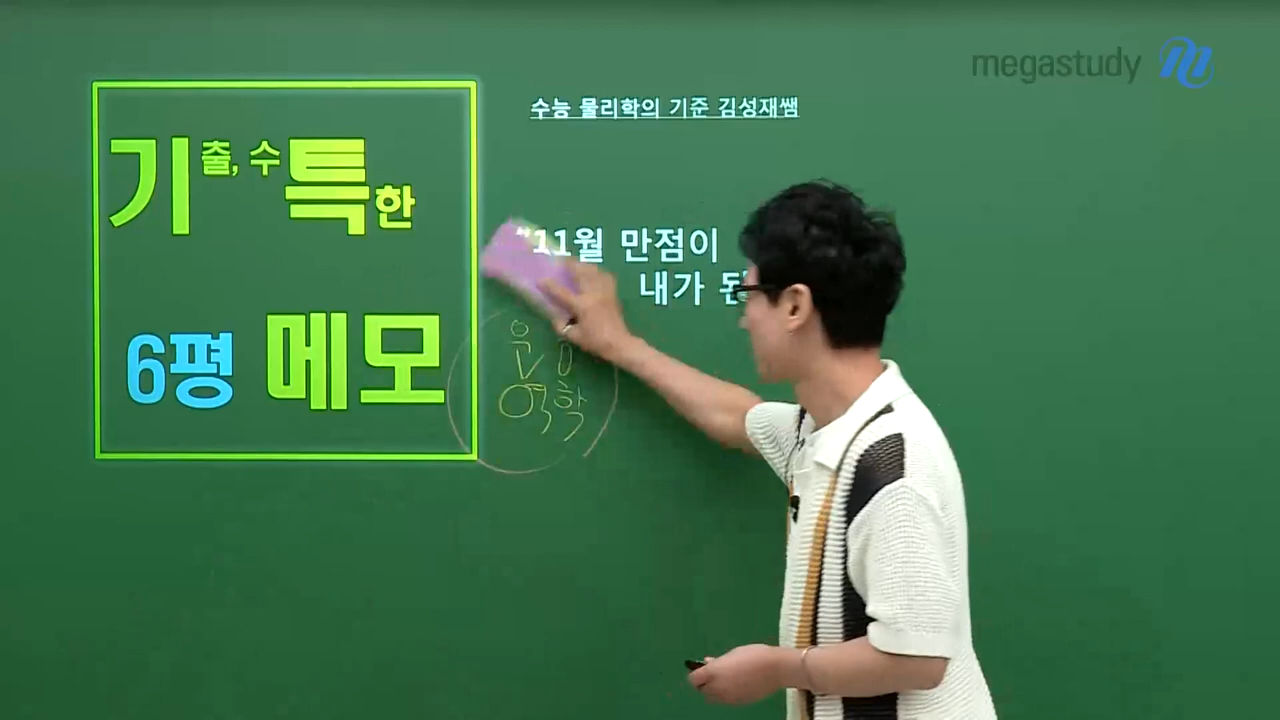 megastudy
수능 물리학의 기준 김성재쌤
기출, 수특한
6평 메모
"11월 만점이
내가
역학